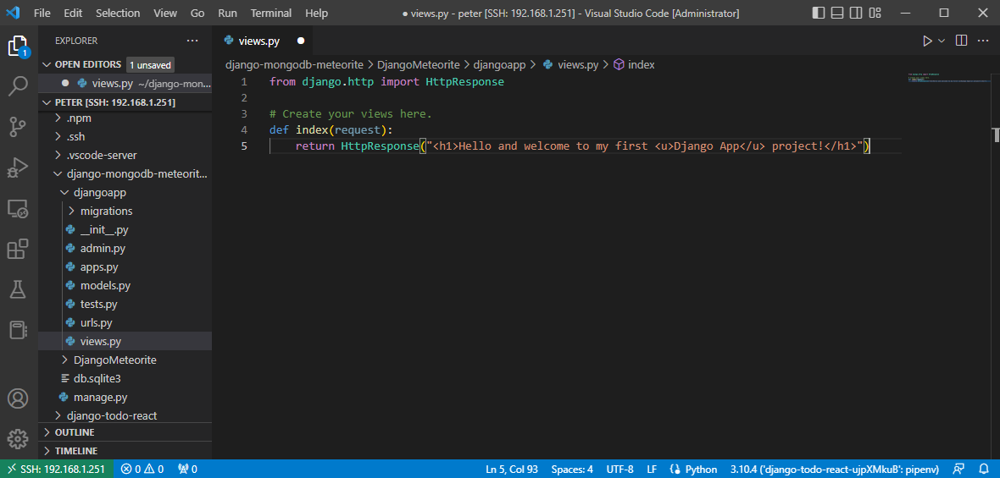 File Edit Selection View Go Run Terminal Help ● views.py - peter [SSH: 192.168.1.251] - Visual Studio Code [Administrator]
EXPLORER ···
1
OPEN EDITORS 1 unsaved
views.py ~/django-mon...
PETER [SSH: 192.168.1.251]
.npm
.ssh
.vscode-server
django-mongodb-meteorit...
djangoapp
migrations
__init__.py
admin.py
apps.py
models.py
tests.py
urls.py
views.py
DjangoMeteorite
db.sqlite3
manage.py
django-todo-react
OUTLINE
TIMELINE
views.py
django-mongodb-meteorite > DjangoMeteorite > djangoapp > views.py > index
1 from django.http import HttpResponse
2
3 # Create your views here.
4 def index(request):
5 return HttpResponse("<h1>Hello and welcome to my first <u>Django App</u> project!</h1>")
SSH: 192.168.1.251 0 0 0 Ln 5, Col 93 Spaces: 4 UTF-8 LF Python 3.10.4 ('django-todo-react-ujpXMkuB': pipenv)